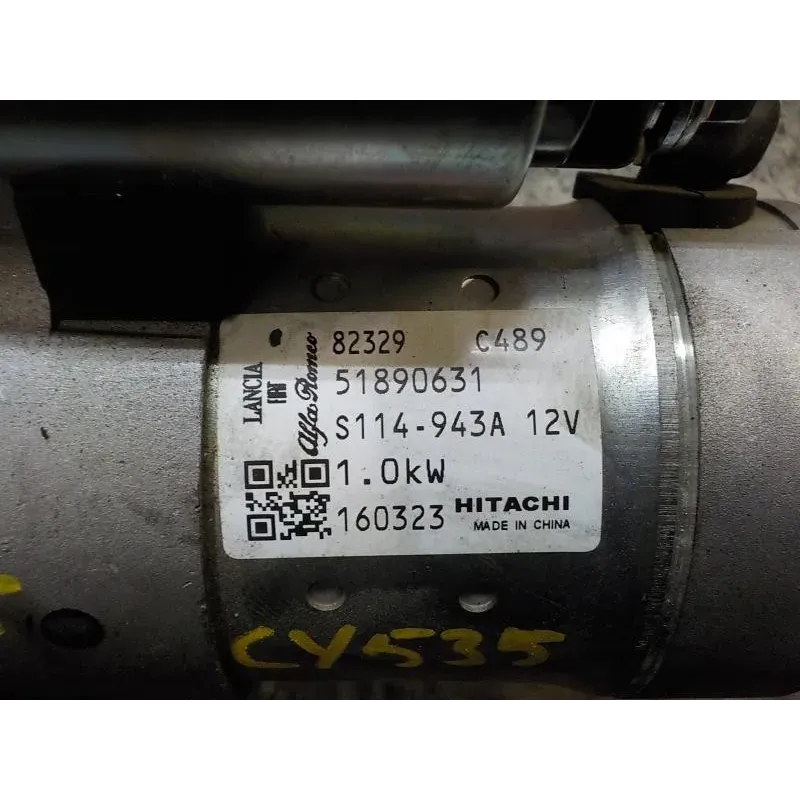 LANCIA
FIAT
Alfa Romeo
82329 C489
51890631
S114-943A 12V
1.0kW
160323 HITACHI
MADE IN CHINA
CY535